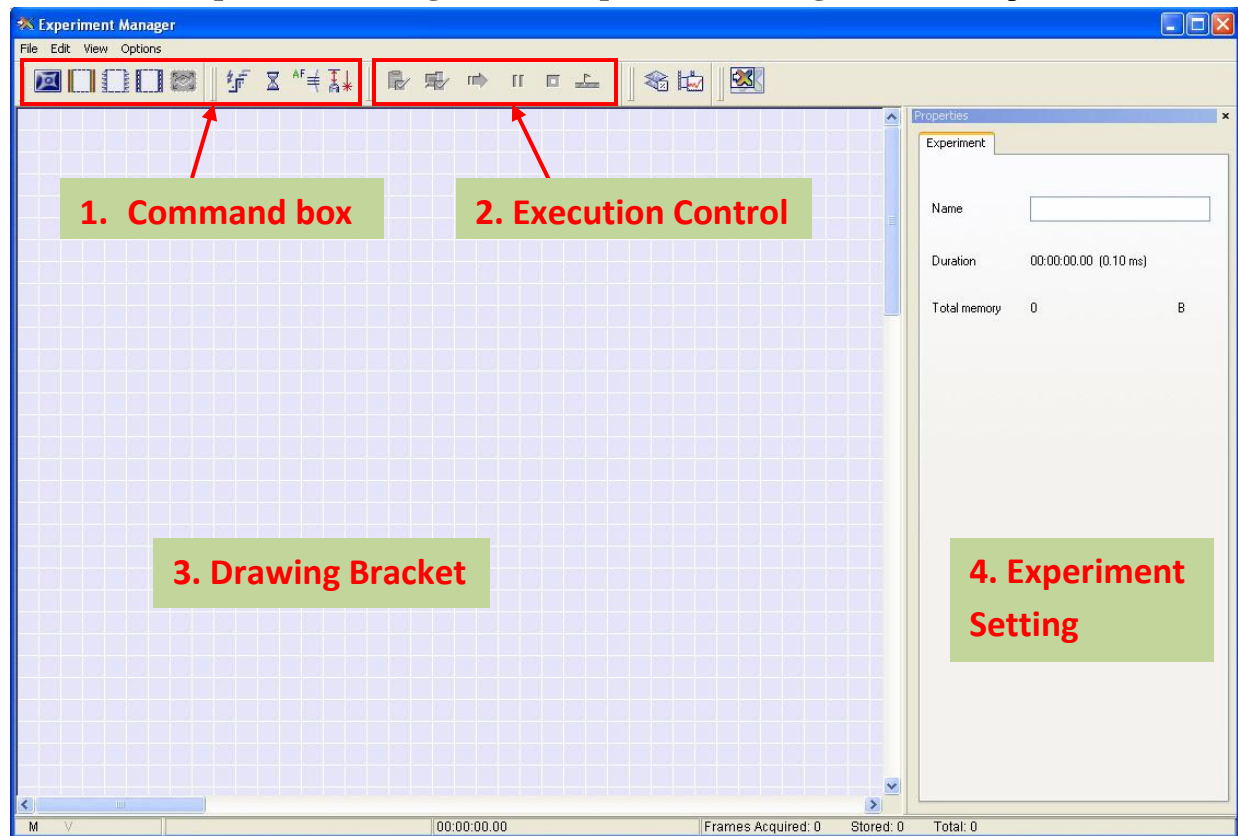 Experiment Manager
File Edit View Options
AF
1. Command box
2. Execution Control
3. Drawing Bracket
Properties x
Experiment
Name
Duration 00:00:00.00 (0.10 ms)
Total memory 0 B
4. Experiment
Setting
M V 00:00:00.00 Frames Acquired: 0 Stored: 0 Total: 0